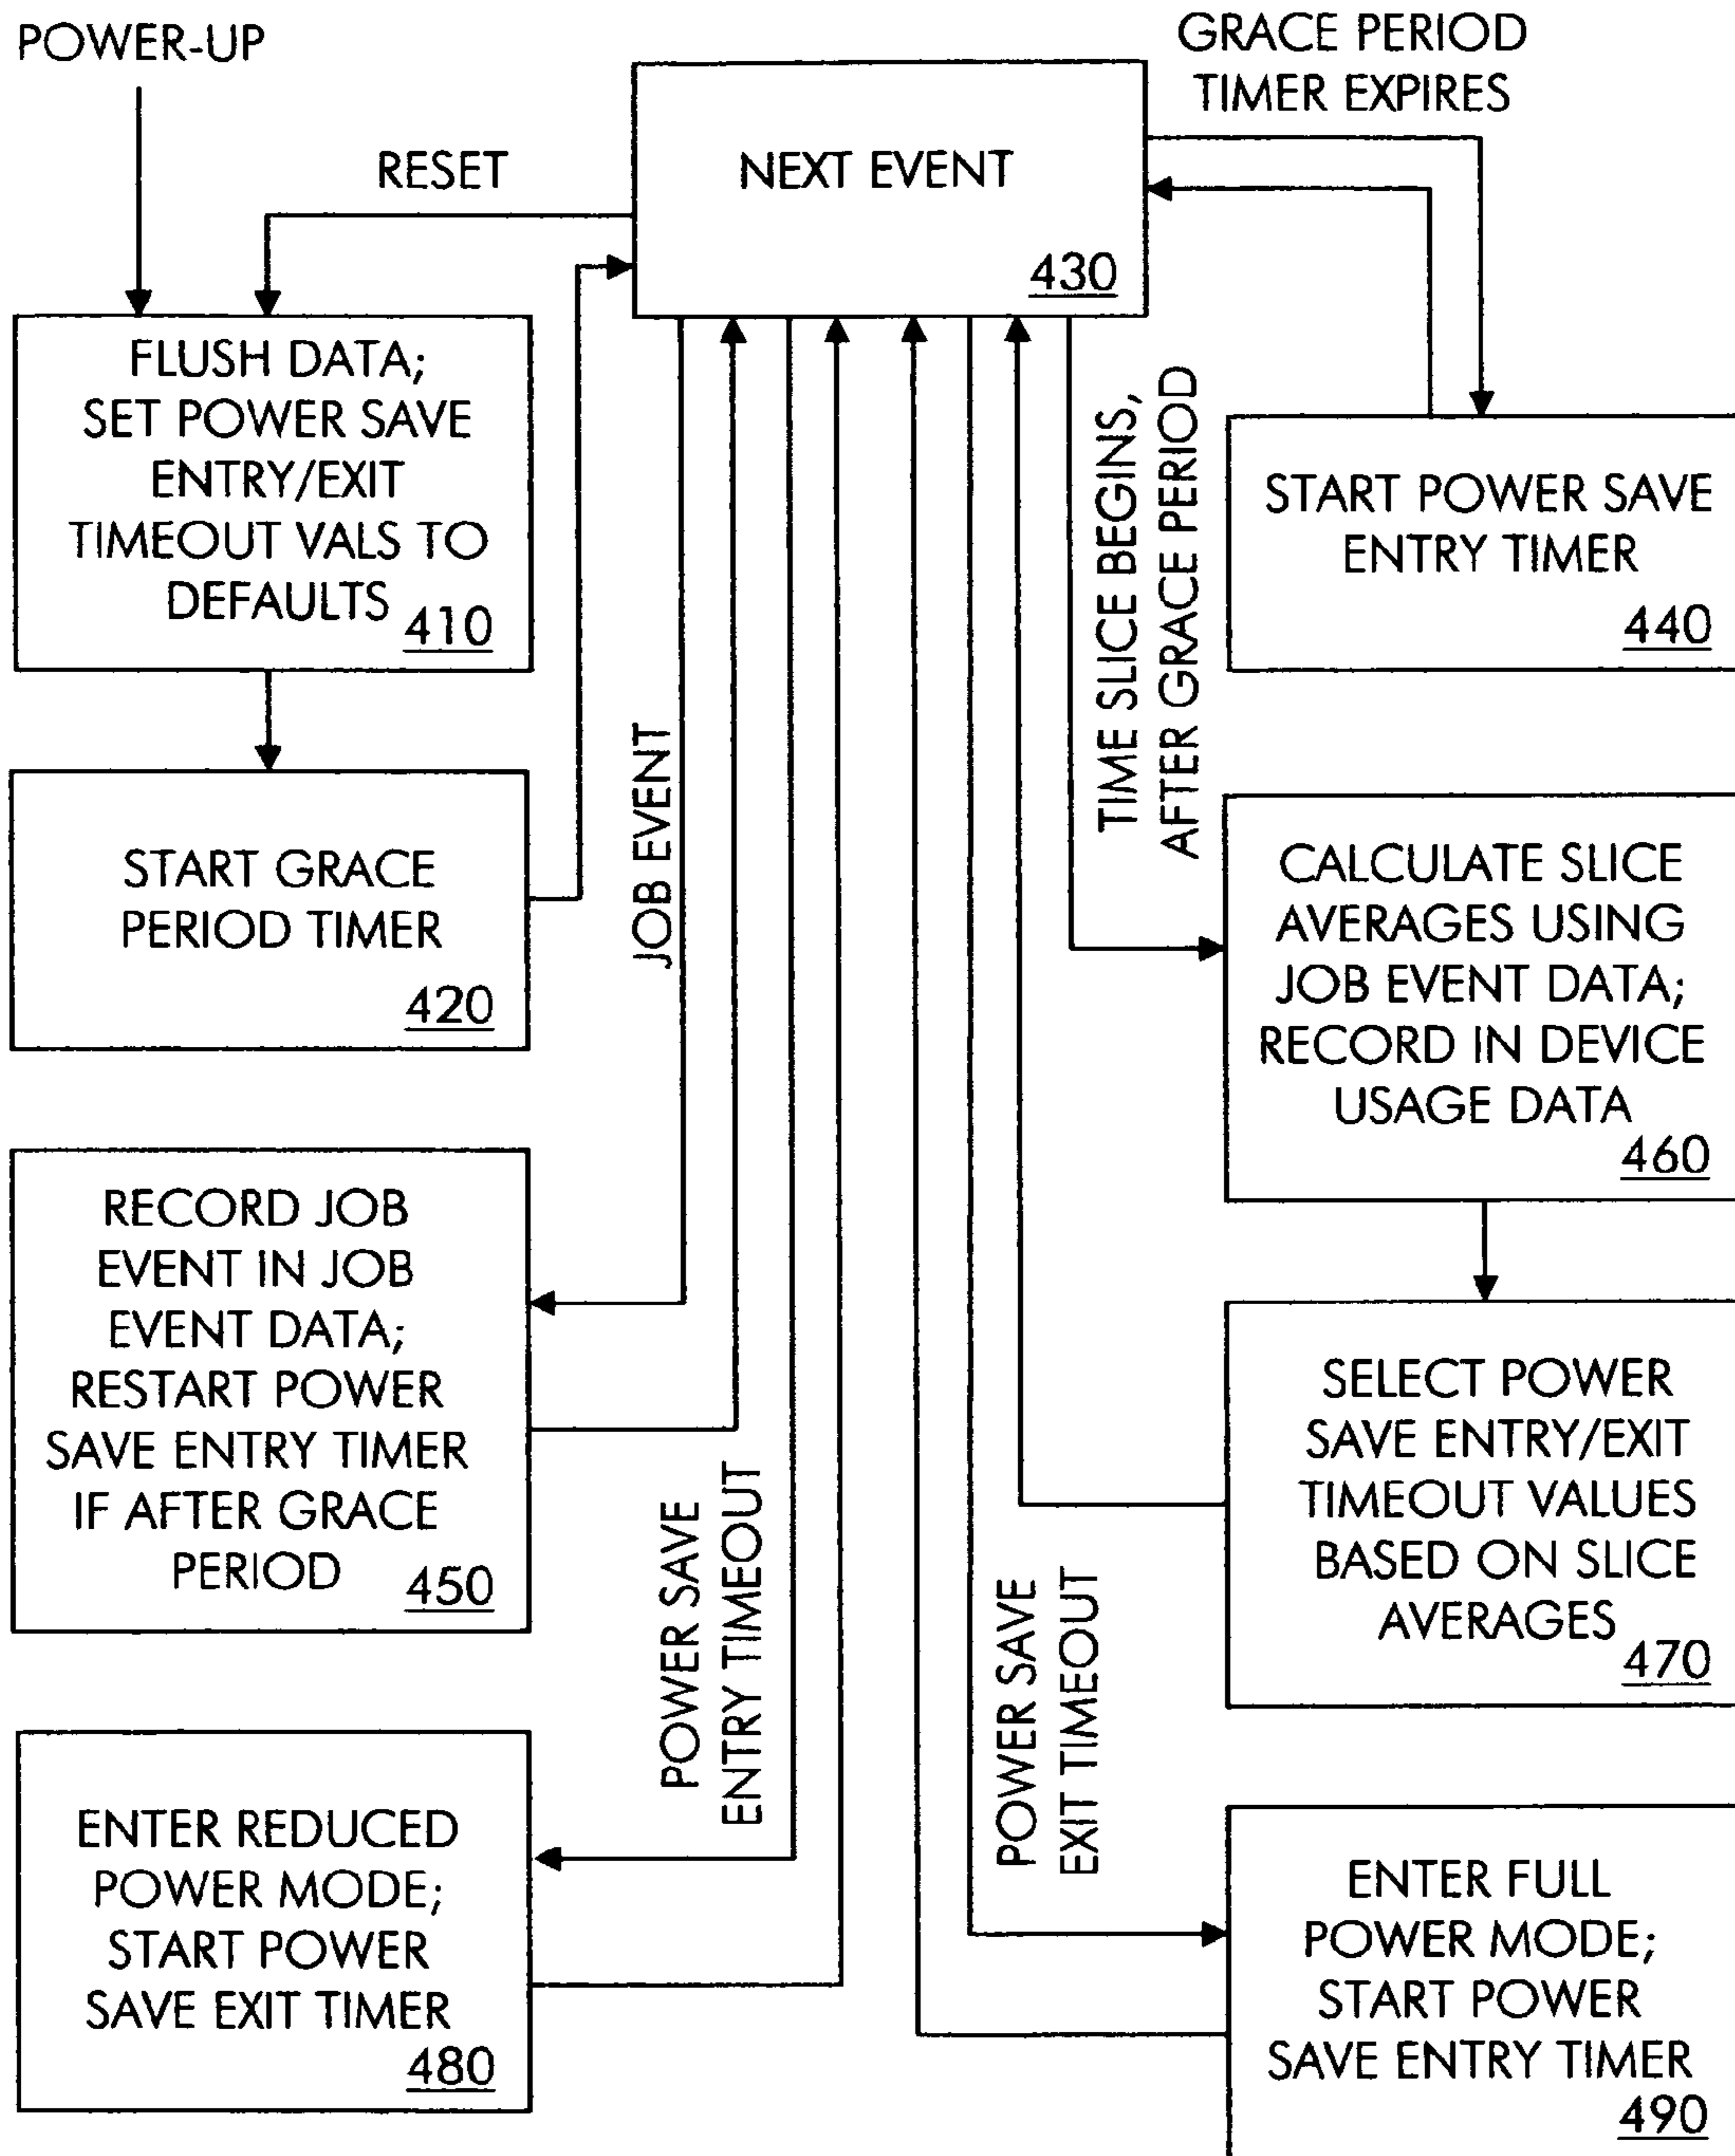 POWER-UP
GRACE PERIOD
TIMER EXPIRES
RESET
NEXT EVENT
430
FLUSH DATA;
SET POWER SAVE
ENTRY/EXIT
TIMEOUT VALS TO
DEFAULTS
410
START POWER SAVE
ENTRY TIMER
440
TIME SLICE BEGINS,
AFTER GRACE PERIOD
JOB EVENT
START GRACE
PERIOD TIMER
420
CALCULATE SLICE
AVERAGES USING
JOB EVENT DATA;
RECORD IN DEVICE
USAGE DATA
460
RECORD JOB
EVENT IN JOB
EVENT DATA;
RESTART POWER
SAVE ENTRY TIMER
IF AFTER GRACE
PERIOD
450
SELECT POWER
SAVE ENTRY/EXIT
TIMEOUT VALUES
BASED ON SLICE
AVERAGES
470
POWER SAVE
ENTRY TIMEOUT
POWER SAVE
EXIT TIMEOUT
ENTER REDUCED
POWER MODE;
START POWER
SAVE EXIT TIMER
480
ENTER FULL
POWER MODE;
START POWER
SAVE ENTRY TIMER
490